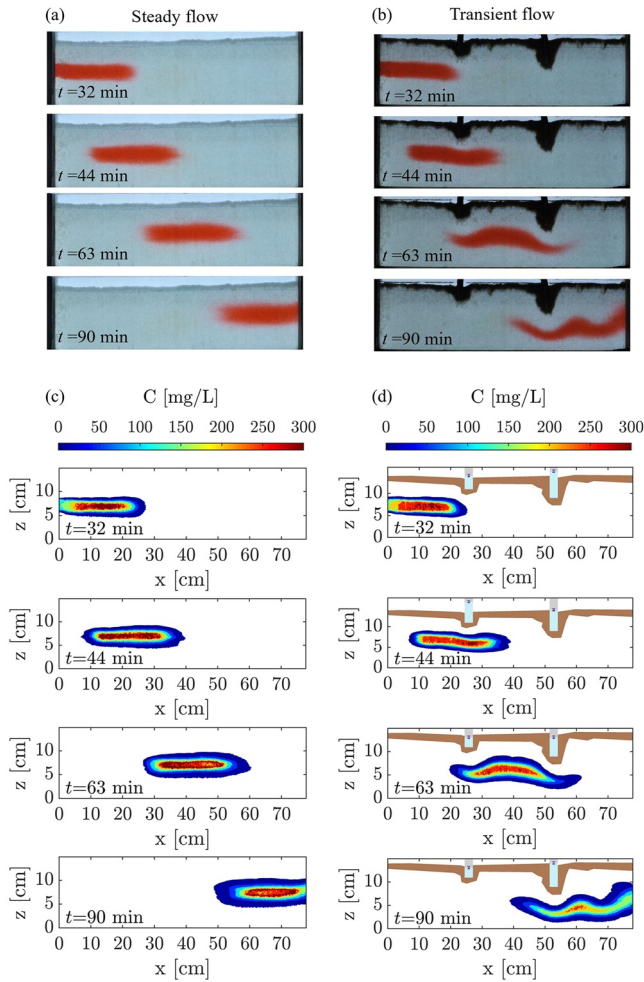 (a) Steady flow
(b) Transient flow
t =32 min
t =32 min
t =44 min
t =44 min
t =63 min
t =63 min
t =90 min
t =90 min
(c) C [mg/L]
(d) C [mg/L]
0 50 100 150 200 250 300
0 50 100 150 200 250 300
z [cm]
10
5
0
t=32 min
0 10 20 30 40 50 60 70
x [cm]
z [cm]
10
5
0
t=32 min
0 10 20 30 40 50 60 70
x [cm]
z [cm]
10
5
0
t=44 min
0 10 20 30 40 50 60 70
x [cm]
z [cm]
10
5
0
t=44 min
0 10 20 30 40 50 60 70
x [cm]
z [cm]
10
5
0
t=63 min
0 10 20 30 40 50 60 70
x [cm]
z [cm]
10
5
0
t=63 min
0 10 20 30 40 50 60 70
x [cm]
z [cm]
10
5
0
t=90 min
0 10 20 30 40 50 60 70
x [cm]
z [cm]
10
5
0
t=90 min
0 10 20 30 40 50 60 70
x [cm]